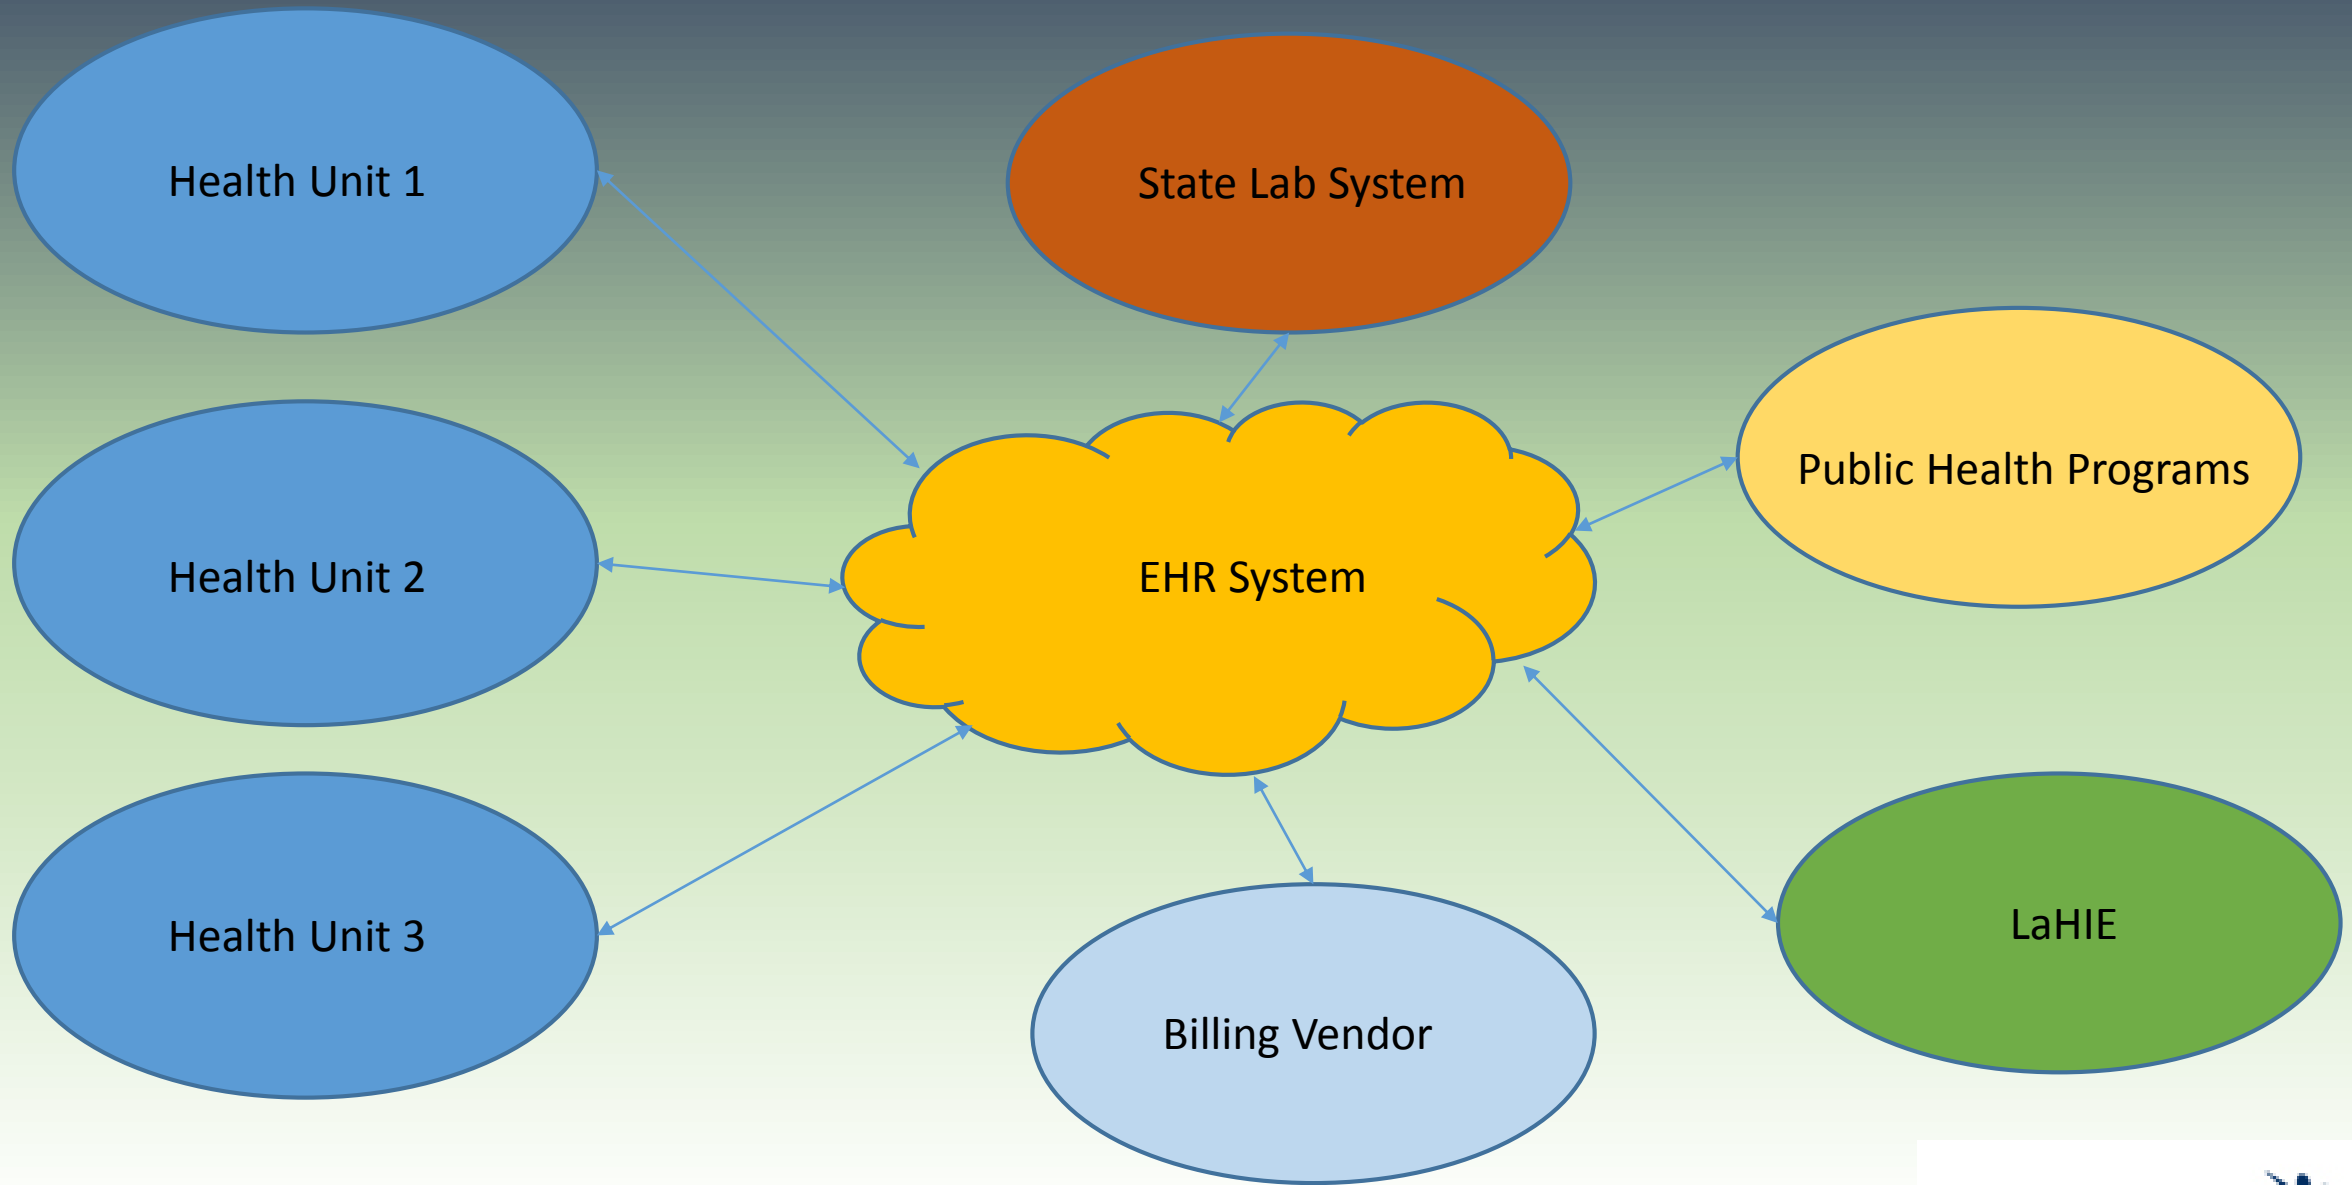 Health Unit 1
State Lab System
Public Health Programs
Health Unit 2
EHR System
Health Unit 3
LaHIE
Billing Vendor